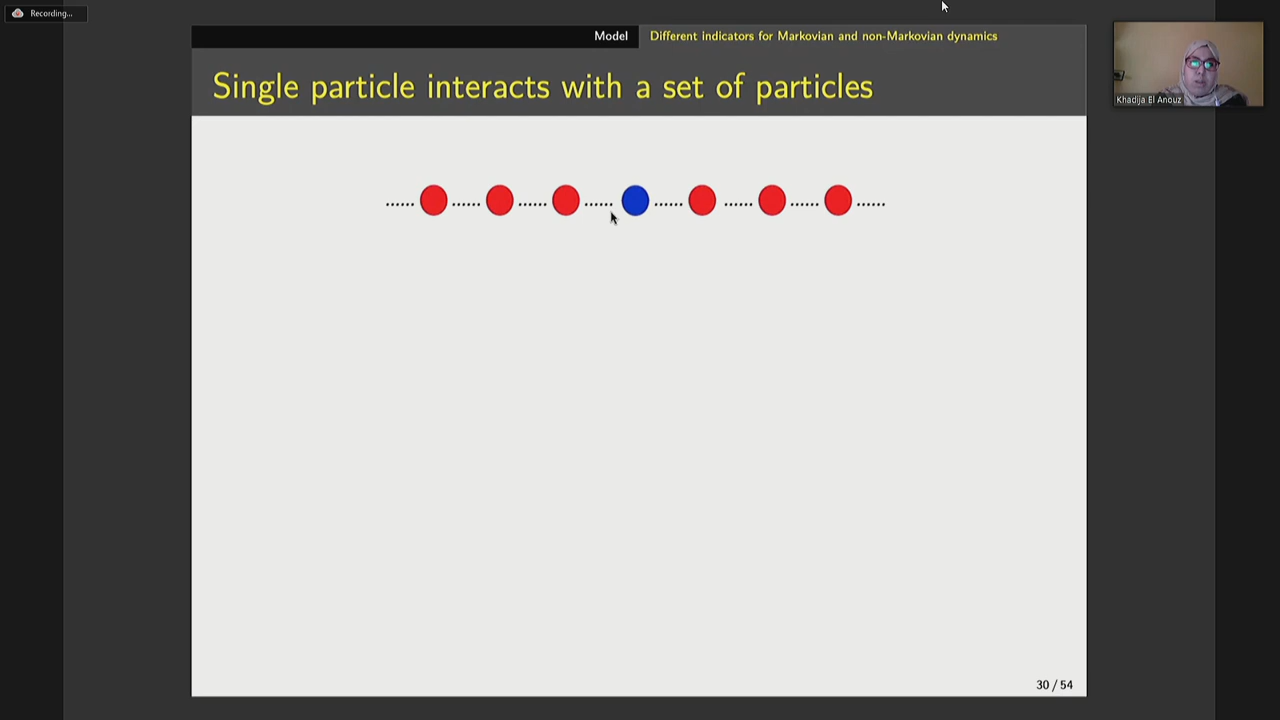 Recording...
Model
Different indicators for Markovian and non-Markovian dynamics
Single particle interacts with a set of particles
Khadija El Anouz
30 / 54